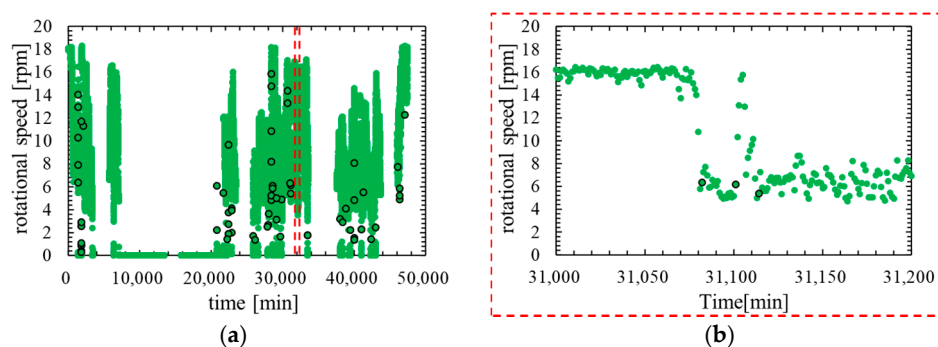 20
18
16
14
12
10
8
6
4
2
0
rotational speed [rpm]
0 10,000 20,000 30,000 40,000 50,000
time [min]
(a)
20
18
16
14
12
10
8
6
4
2
0
rotational speed [rpm]
31,000 31,050 31,100 31,150 31,200
Time[min]
(b)